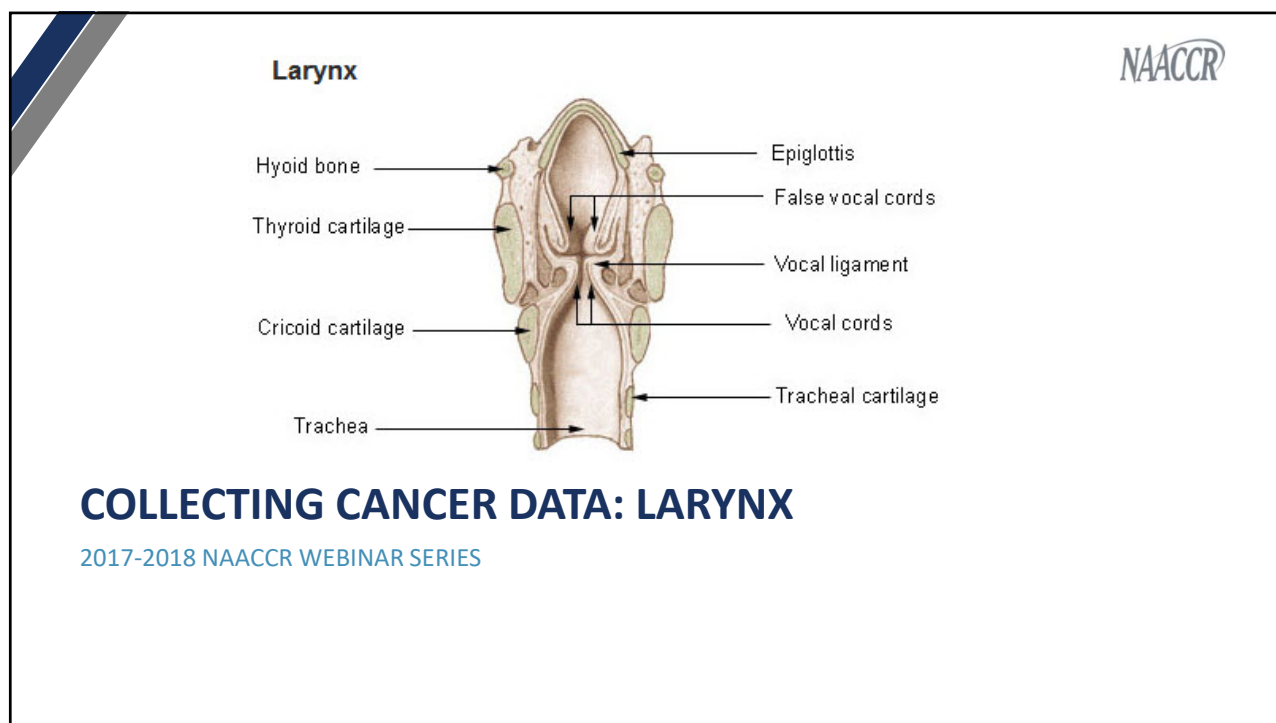 Larynx
NAACCR
Hyoid bone
Thyroid cartilage
Cricoid cartilage
Trachea
Epiglottis
False vocal cords
Vocal ligament
Vocal cords
Tracheal cartilage
COLLECTING CANCER DATA: LARYNX
2017-2018 NAACCR WEBINAR SERIES